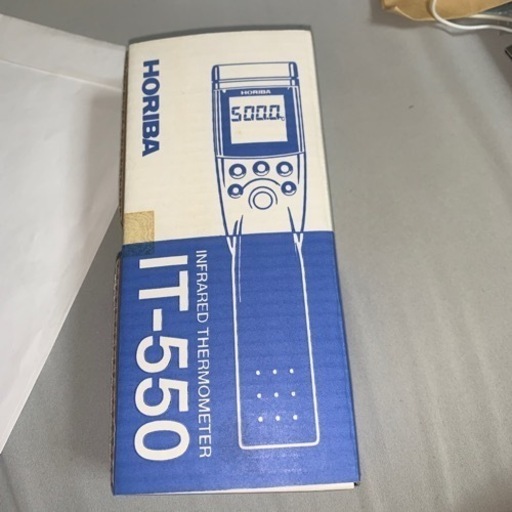 HORIBA
HORIBA
500.0
INFRARED THERMOMETER
IT-550